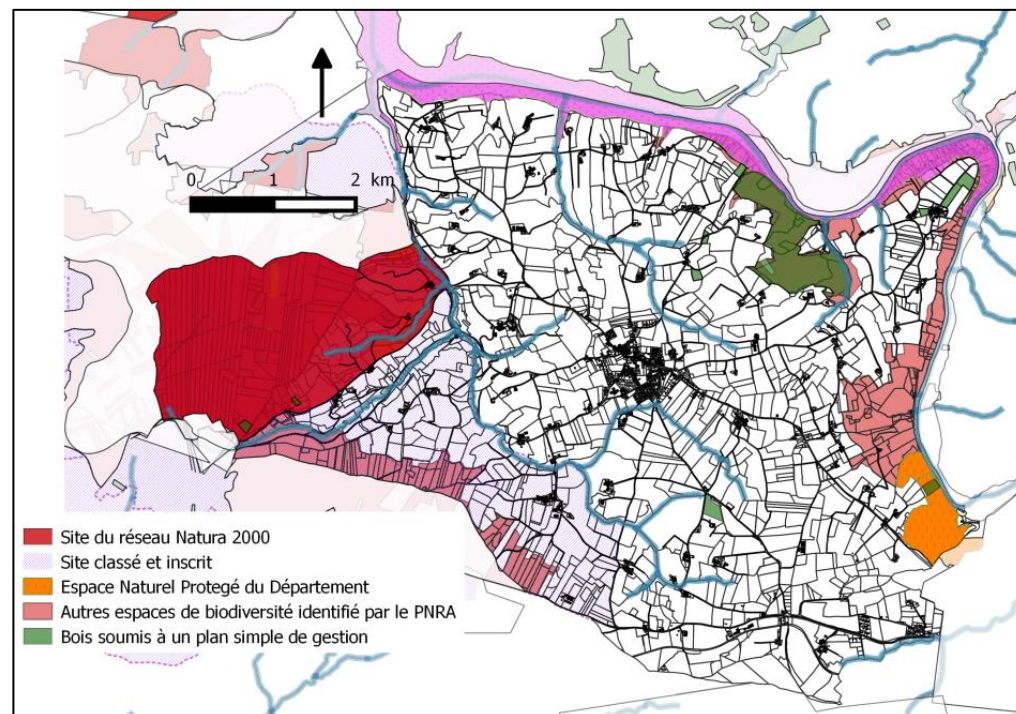 0 1 2 km
Site du réseau Natura 2000
Site classé et inscrit
Espace Naturel Protegé du Département
Autres espaces de biodiversité identifié par le PNRA
Bois soumis à un plan simple de gestion